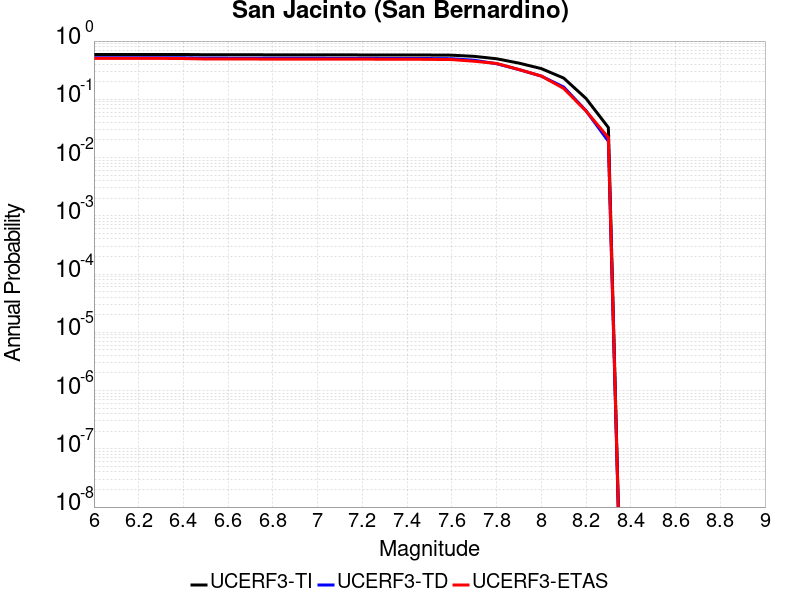 San Jacinto (San Bernardino)
10^0
10^-1
10^-2
10^-3
10^-4
10^-5
10^-6
10^-7
10^-8
Annual Probability
6 6.2 6.4 6.6 6.8 7 7.2 7.4 7.6 7.8 8 8.2 8.4 8.6 8.8 9
Magnitude
UCERF3-TI UCERF3-TD UCERF3-ETAS